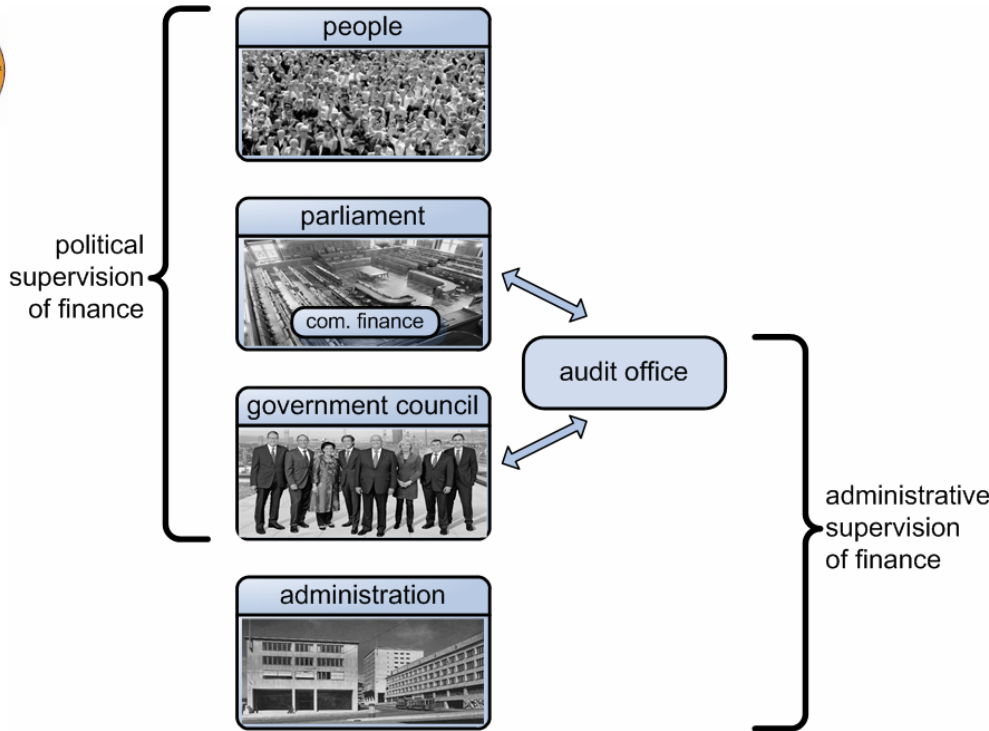 people
parliament
political
supervision
of finance
com. finance
audit office
government council
administrative
supervision
of finance
administration